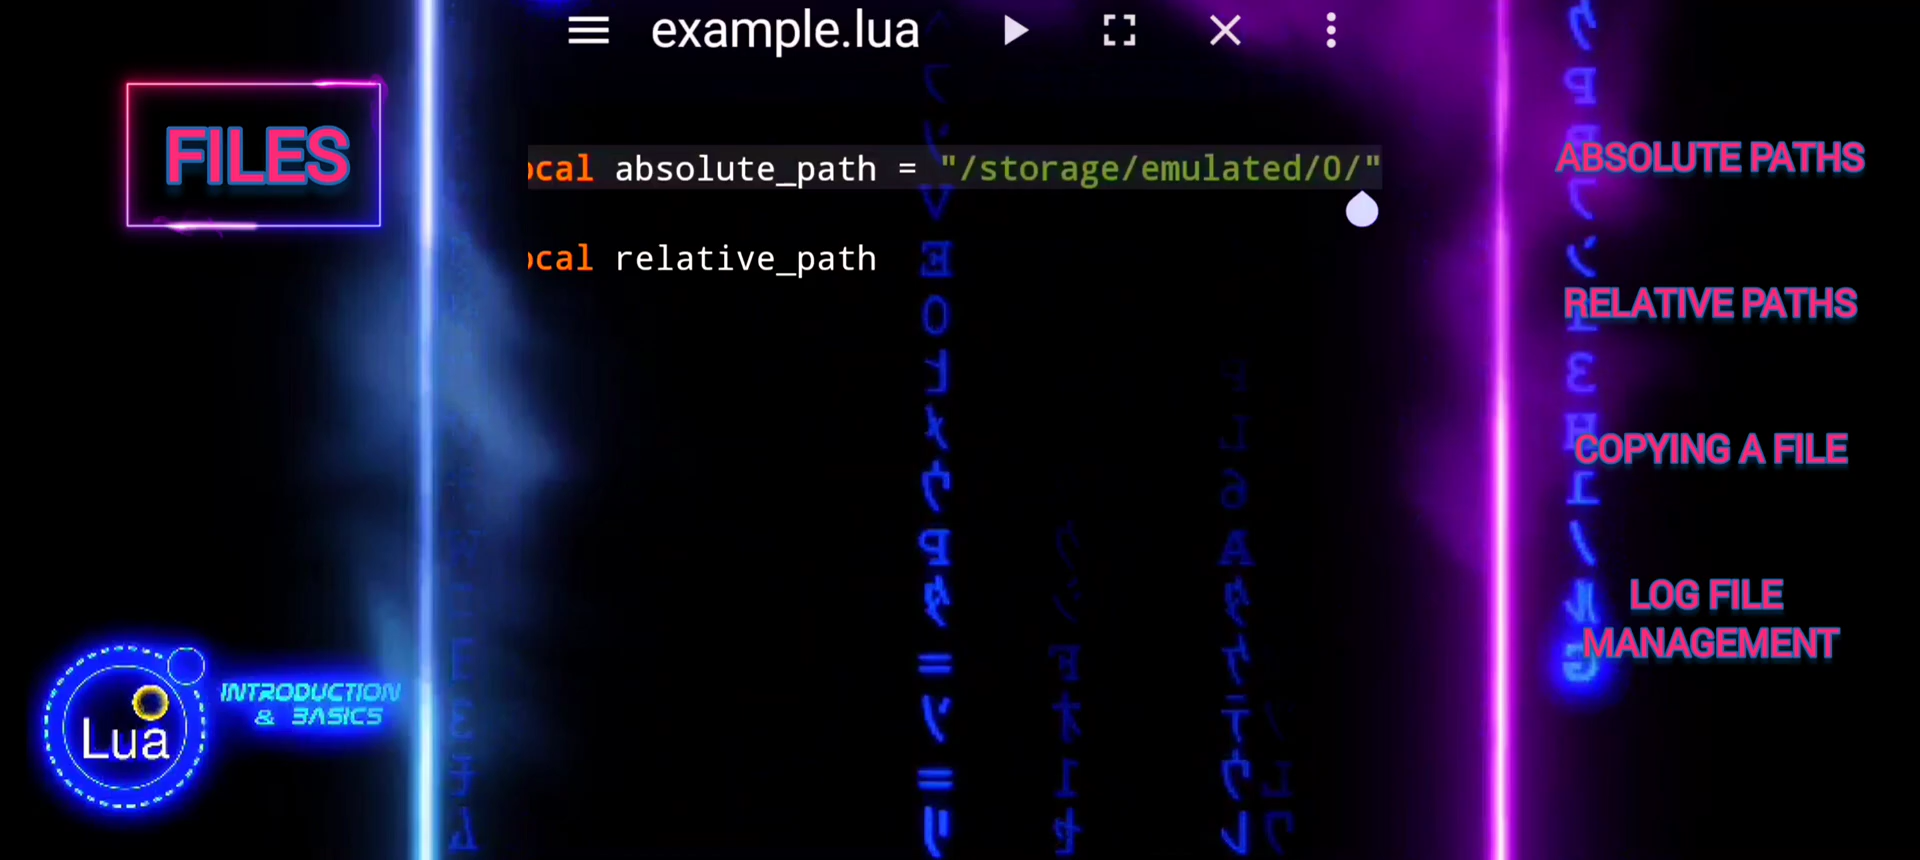 example.lua
FILES
ocal absolute_path = "/storage/emulated/0/"
ocal relative_path
ABSOLUTE PATHS
RELATIVE PATHS
COPYING A FILE
LOG FILE
MANAGEMENT
Lua
INTRODUCTION
& BASICS